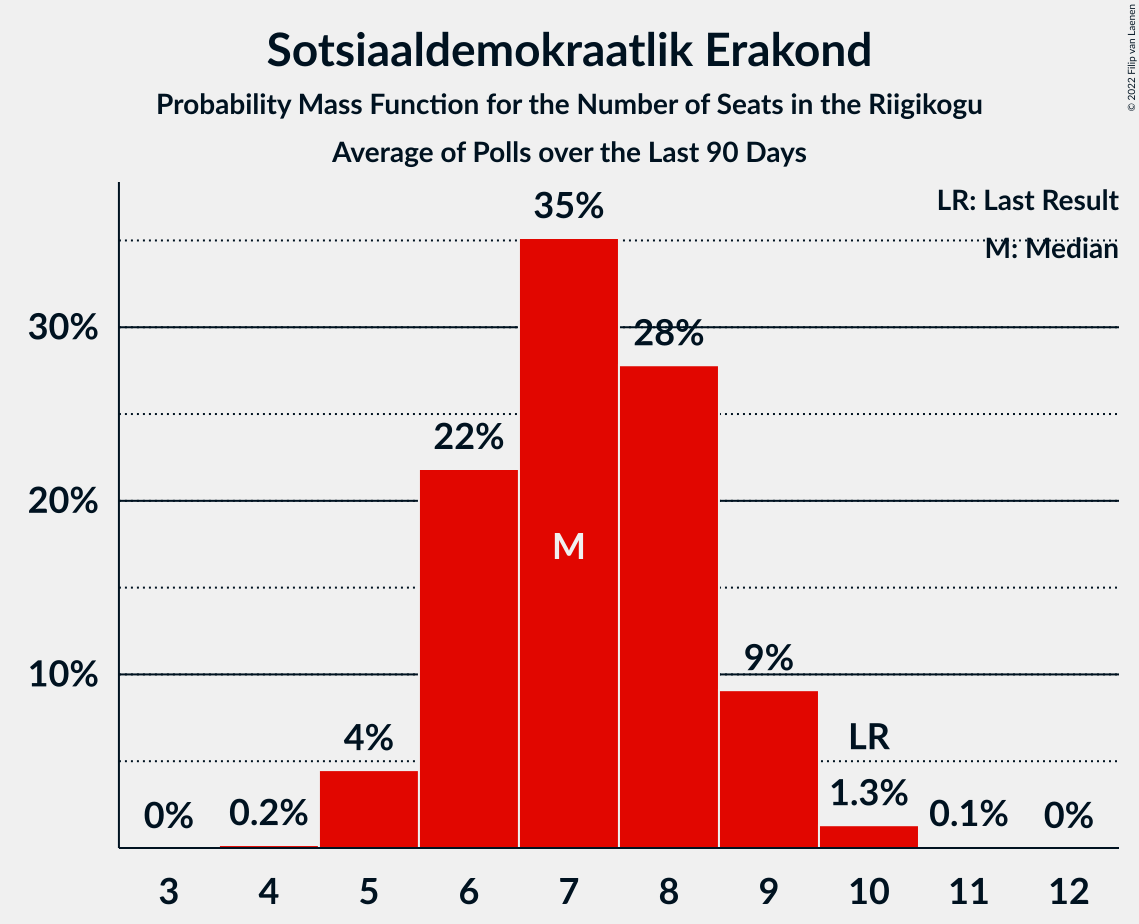 Sotsiaaldemokraatlik Erakond
Probability Mass Function for the Number of Seats in the Riigikogu
Average of Polls over the Last 90 Days
© 2022 Filip van Laenen
LR: Last Result
M: Median
35%
30%
28%
22%
20%
M
10%
9%
4%
LR
0%
0.2%
1.3%
0.1%
0%
3 4 5 6 7 8 9 10 11 12